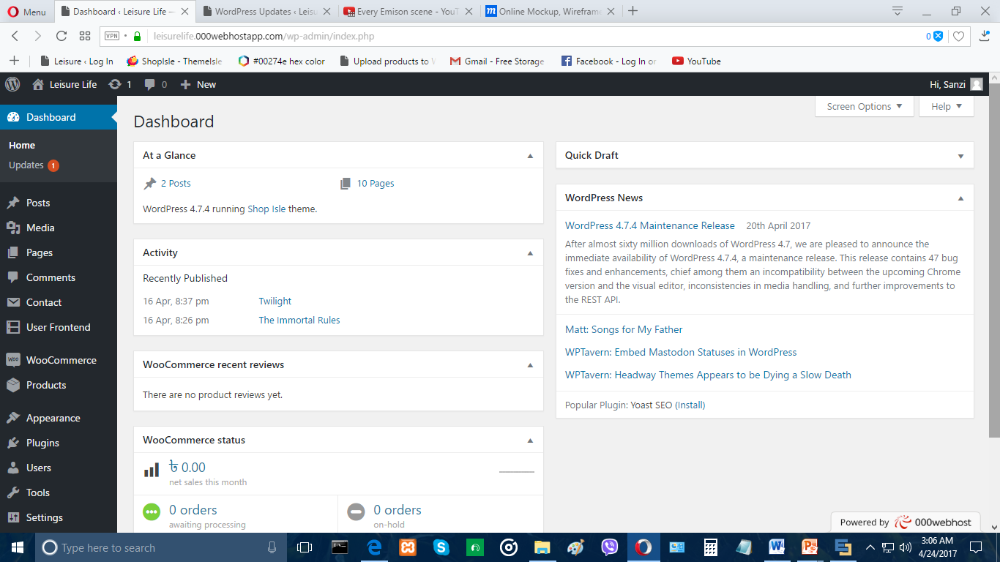 Menu
Dashboard ‹ Leisure Life —
WordPress Updates ‹ Leisu
Every Emison scene - YouT
Online Mockup, Wireframe
VPN
leisurelife.000webhostapp.com/wp-admin/index.php
0
Leisure ‹ Log In
ShopIsle - ThemeIsle
#00274e hex color
Upload products to W
Gmail - Free Storage
Facebook - Log In or
YouTube
Leisure Life
1
0
New
Hi, Sanzi
Dashboard
Home
Updates 1
Posts
Media
Pages
Comments
Contact
User Frontend
WooCommerce
Products
Appearance
Plugins
Users
Tools
Settings
Screen Options
Help
Dashboard
At a Glance
2 Posts
10 Pages
WordPress 4.7.4 running Shop Isle theme.
Activity
Recently Published
16 Apr, 8:37 pm Twilight
16 Apr, 8:26 pm The Immortal Rules
WooCommerce recent reviews
There are no product reviews yet.
WooCommerce status
৳ 0.00
net sales this month
0 orders
awaiting processing
0 orders
on-hold
Quick Draft
WordPress News
WordPress 4.7.4 Maintenance Release 20th April 2017
After almost sixty million downloads of WordPress 4.7, we are pleased to announce the
immediate availability of WordPress 4.7.4, a maintenance release. This release contains 47 bug
fixes and enhancements, chief among them an incompatibility between the upcoming Chrome
version and the visual editor, inconsistencies in media handling, and further improvements to
the REST API.
Matt: Songs for My Father
WPTavern: Embed Mastodon Statuses in WordPress
WPTavern: Headway Themes Appears to be Dying a Slow Death
Popular Plugin: Yoast SEO (Install)
Powered by 000webhost
Type here to search
3:06 AM
4/24/2017